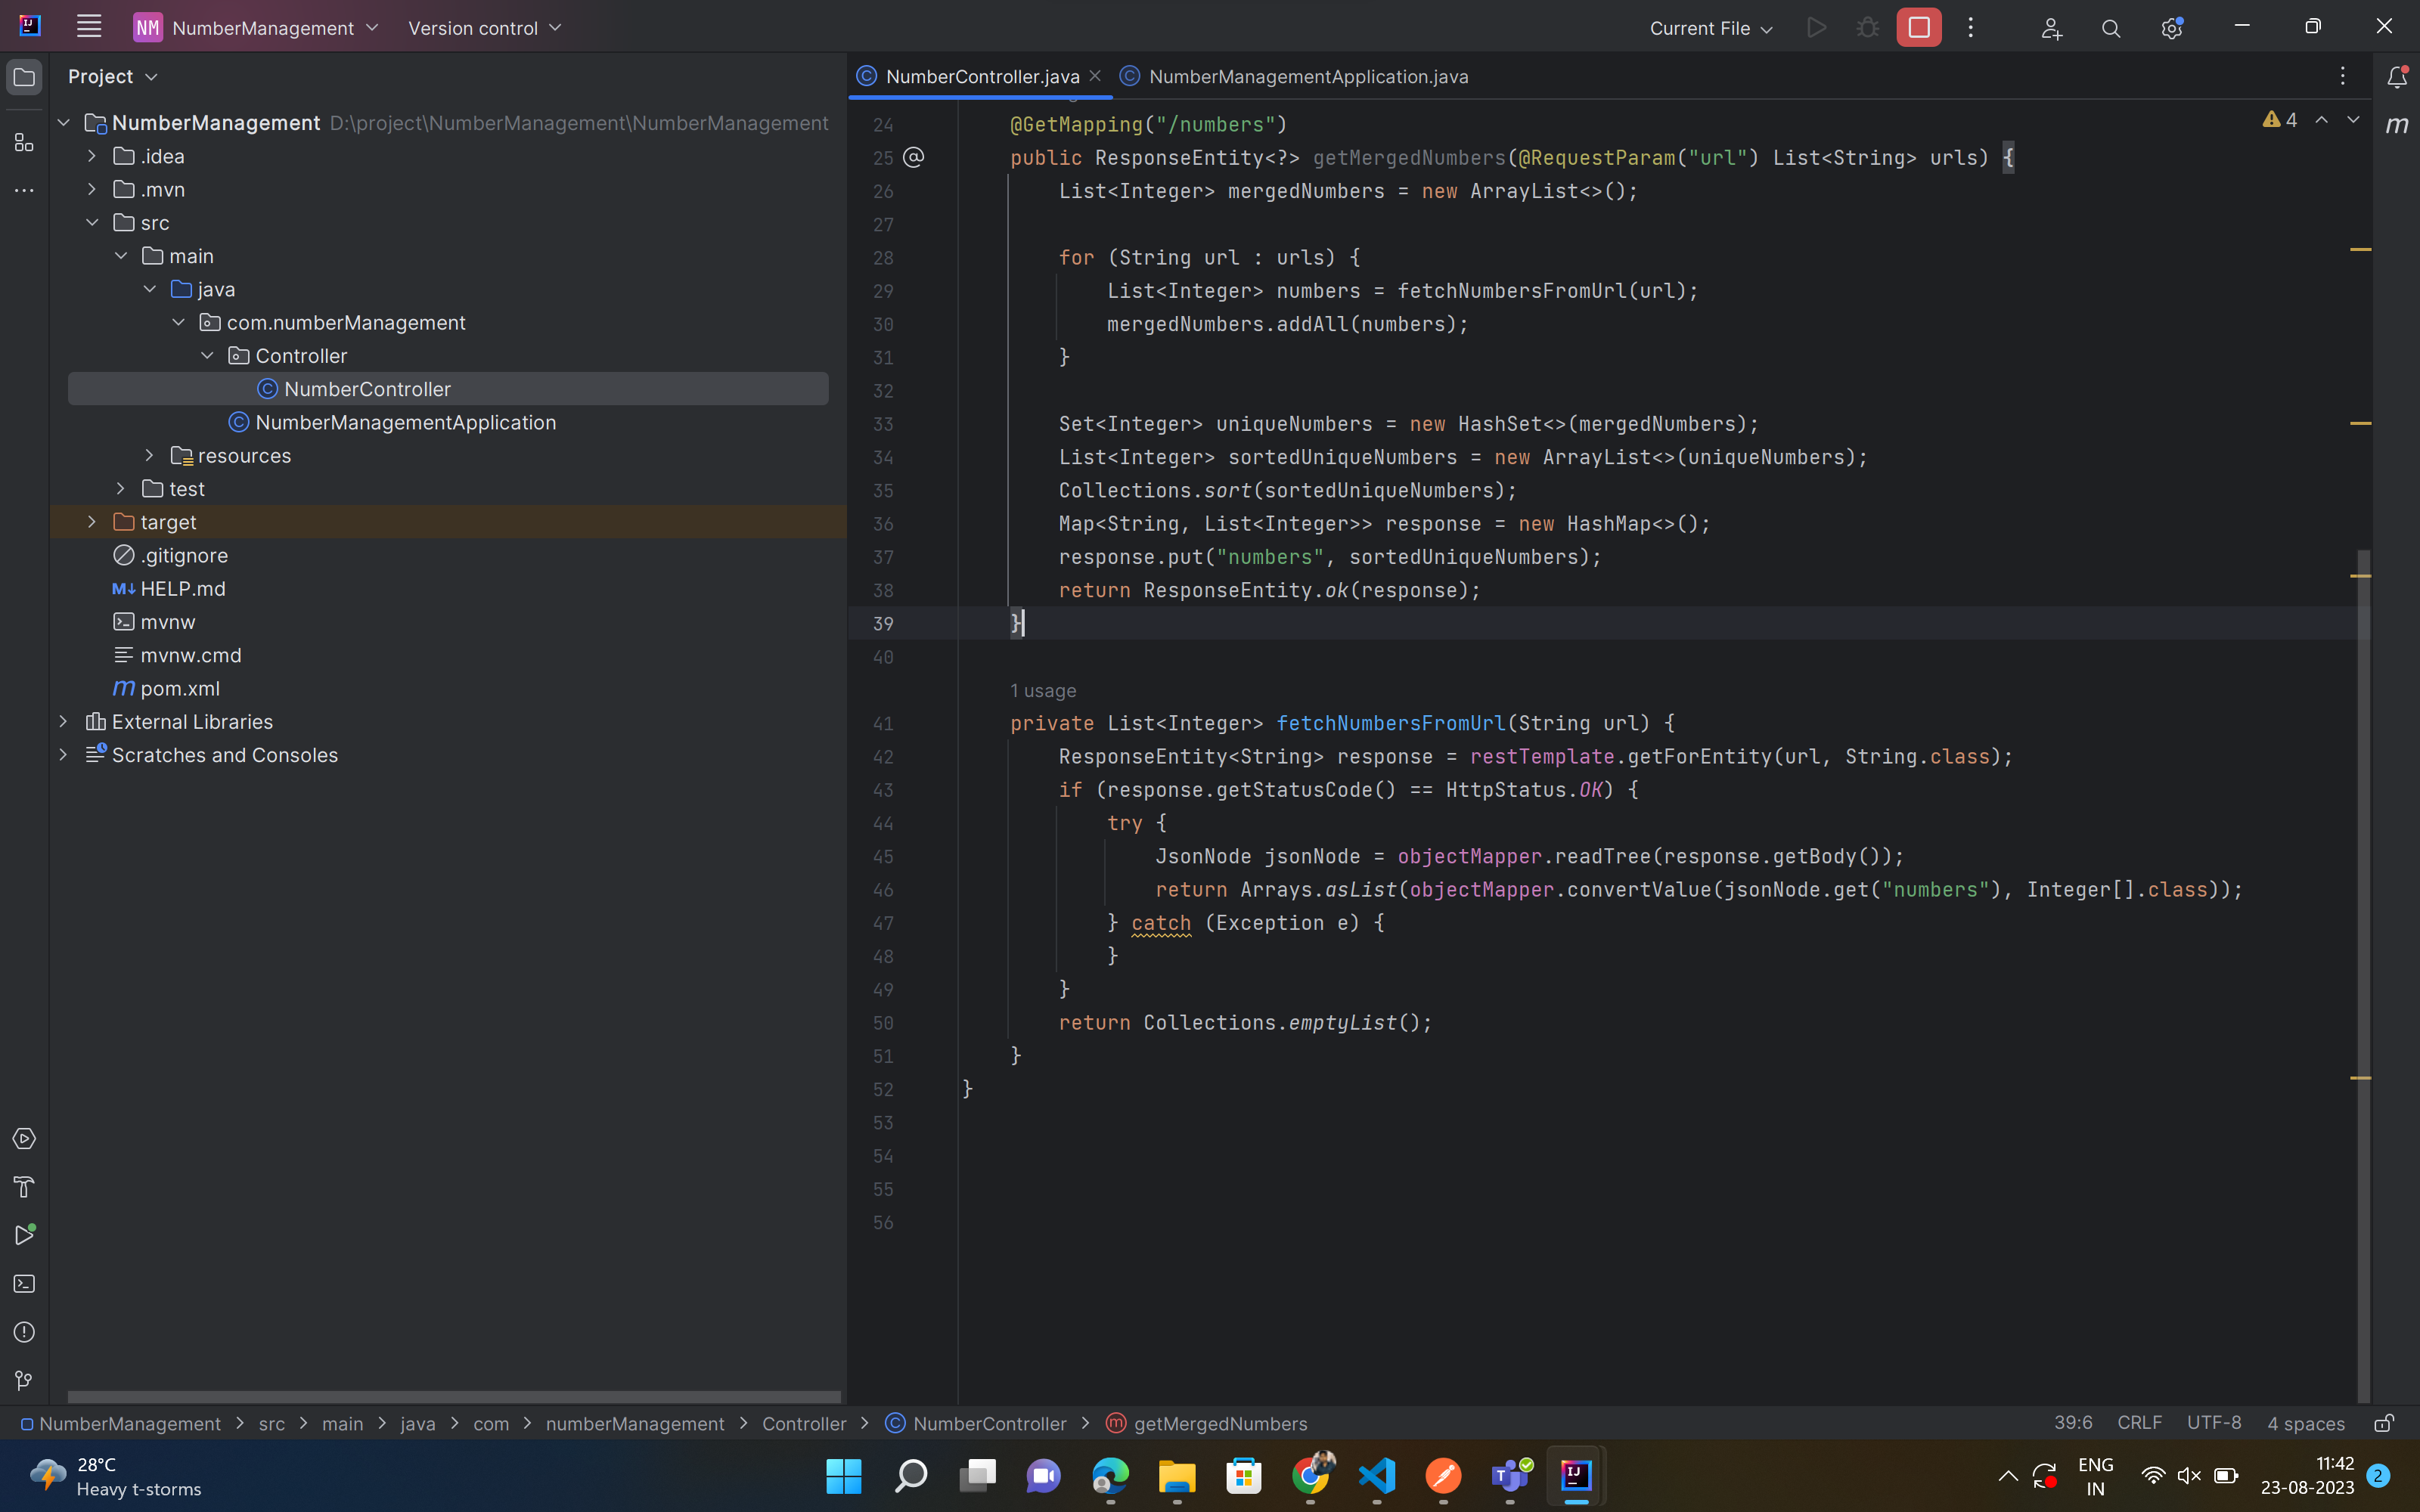 NM NumberManagement Version control Current File
Project
NumberManagement D:\project\NumberManagement\NumberManagement
.idea
.mvn
src
main
java
com.numberManagement
Controller
NumberController
NumberManagementApplication
resources
test
target
.gitignore
M↓ HELP.md
mvnw
mvnw.cmd
m pom.xml
External Libraries
Scratches and Consoles
NumberController.java NumberManagementApplication.java
4
m
24 @GetMapping("/numbers")
25 public ResponseEntity<?> getMergedNumbers(@RequestParam("url") List<String> urls) {
26 List<Integer> mergedNumbers = new ArrayList<>();
27
28 for (String url : urls) {
29 List<Integer> numbers = fetchNumbersFromUrl(url);
30 mergedNumbers.addAll(numbers);
31 }
32
33 Set<Integer> uniqueNumbers = new HashSet<>(mergedNumbers);
34 List<Integer> sortedUniqueNumbers = new ArrayList<>(uniqueNumbers);
35 Collections.sort(sortedUniqueNumbers);
36 Map<String, List<Integer>> response = new HashMap<>();
37 response.put("numbers", sortedUniqueNumbers);
38 return ResponseEntity.ok(response);
39 }
40
1 usage
41 private List<Integer> fetchNumbersFromUrl(String url) {
42 ResponseEntity<String> response = restTemplate.getForEntity(url, String.class);
43 if (response.getStatusCode() == HttpStatus.OK) {
44 try {
45 JsonNode jsonNode = objectMapper.readTree(response.getBody());
46 return Arrays.asList(objectMapper.convertValue(jsonNode.get("numbers"), Integer[].class));
47 } catch (Exception e) {
48 }
49 }
50 return Collections.emptyList();
51 }
52 }
53
54
55
56
NumberManagement > src > main > java > com > numberManagement > Controller > NumberController > getMergedNumbers
39:6 CRLF UTF-8 4 spaces
28°C
Heavy t-storms
ENG
IN
11:42
23-08-2023
2